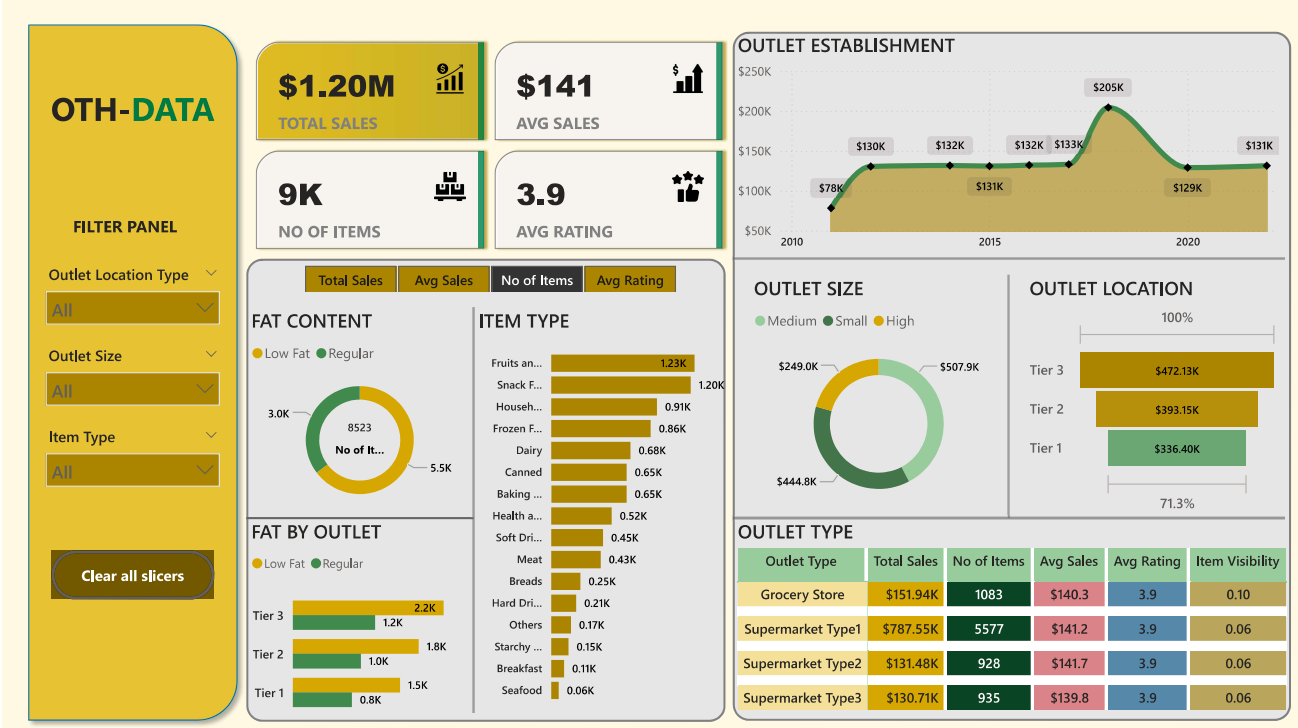 OTH-DATA
FILTER PANEL
Outlet Location Type
All
Outlet Size
All
Item Type
All
Clear all slicers
$1.20M
TOTAL SALES
$141
AVG SALES
9K
NO OF ITEMS
3.9
AVG RATING
Total Sales Avg Sales No of Items Avg Rating
FAT CONTENT
Low Fat Regular
3.0K
8523
No of It...
5.5K
FAT BY OUTLET
Low Fat Regular
Tier 3 2.2K
1.2K
Tier 2 1.8K
1.0K
Tier 1 1.5K
0.8K
ITEM TYPE
Fruits an... 1.23K
Snack F... 1.20K
Househ... 0.91K
Frozen F... 0.86K
Dairy 0.68K
Canned 0.65K
Baking ... 0.65K
Health a... 0.52K
Soft Dri... 0.45K
Meat 0.43K
Breads 0.25K
Hard Dri... 0.21K
Others 0.17K
Starchy ... 0.15K
Breakfast 0.11K
Seafood 0.06K
OUTLET ESTABLISHMENT
$250K
$200K
$150K
$100K
$50K
$78K $130K $132K $131K $132K $133K $205K $129K $131K
2010 2015 2020
OUTLET SIZE
Medium Small High
$249.0K $507.9K
$444.8K
OUTLET LOCATION
100%
Tier 3 $472.13K
Tier 2 $393.15K
Tier 1 $336.40K
71.3%
OUTLET TYPE
Outlet Type Total Sales No of Items Avg Sales Avg Rating Item Visibility
Grocery Store $151.94K 1083 $140.3 3.9 0.10
Supermarket Type1 $787.55K 5577 $141.2 3.9 0.06
Supermarket Type2 $131.48K 928 $141.7 3.9 0.06
Supermarket Type3 $130.71K 935 $139.8 3.9 0.06